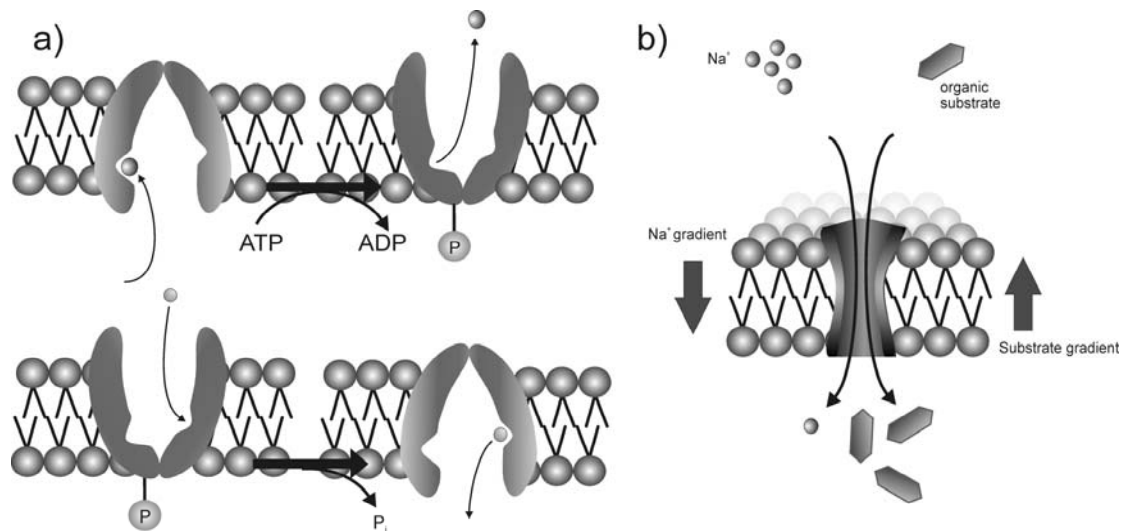 a)
ATP
ADP
P
P
Pᵢ
b)
Na⁺
organic
substrate
Na⁺ gradient
Substrate gradient